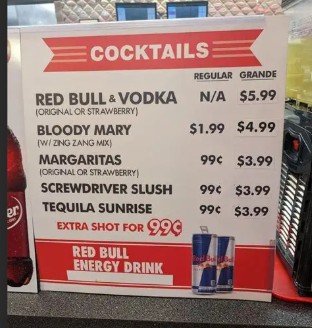 COCKTAILS
REGULAR GRANDE
RED BULL & VODKA N/A $5.99
(ORIGINAL OR STRAWBERRY)
BLOODY MARY $1.99 $4.99
(W/ ZING ZANG MIX)
MARGARITAS 99¢ $3.99
(ORIGINAL OR STRAWBERRY)
SCREWDRIVER SLUSH 99¢ $3.99
TEQUILA SUNRISE 99¢ $3.99
EXTRA SHOT FOR 99¢
RED BULL
ENERGY DRINK